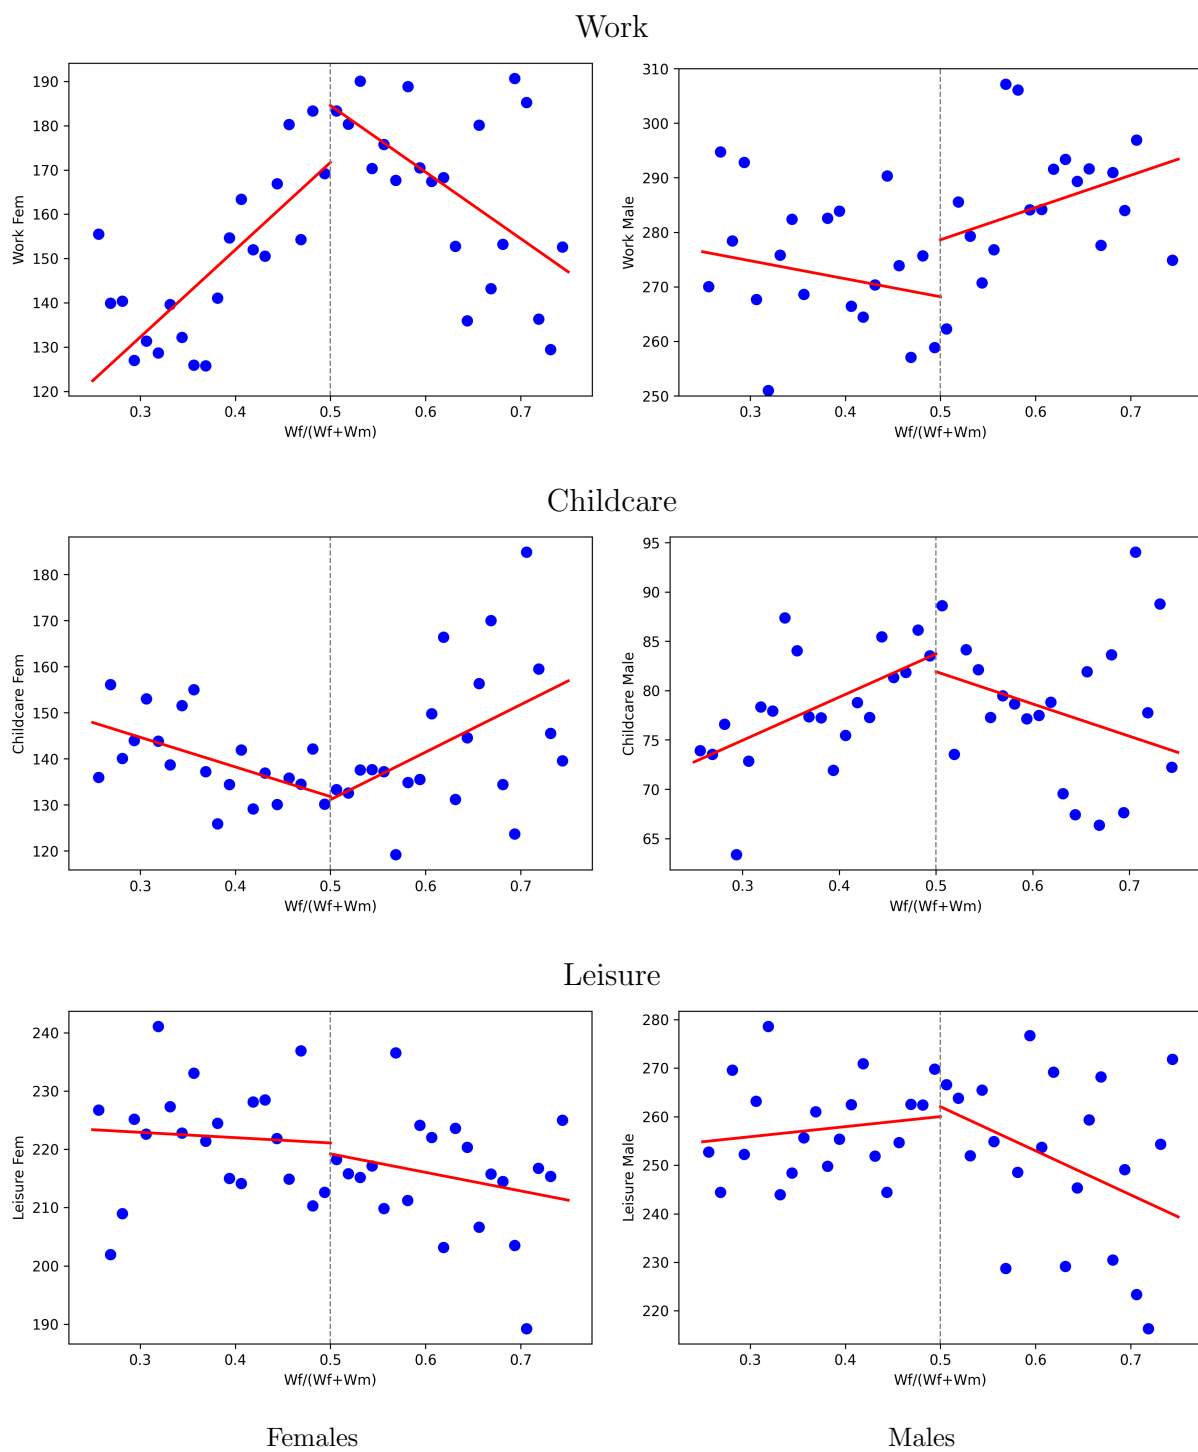 Work
190
180
170
160
150
140
130
120
Work Fem
0.3 0.4 0.5 0.6 0.7
Wf/(Wf+Wm)
310
300
290
280
270
260
250
Work Male
0.3 0.4 0.5 0.6 0.7
Wf/(Wf+Wm)
Childcare
180
170
160
150
140
130
120
Childcare Fem
0.3 0.4 0.5 0.6 0.7
Wf/(Wf+Wm)
95
90
85
80
75
70
65
Childcare Male
0.3 0.4 0.5 0.6 0.7
Wf/(Wf+Wm)
Leisure
240
230
220
210
200
190
Leisure Fem
0.3 0.4 0.5 0.6 0.7
Wf/(Wf+Wm)
280
270
260
250
240
230
220
Leisure Male
0.3 0.4 0.5 0.6 0.7
Wf/(Wf+Wm)
Females Males